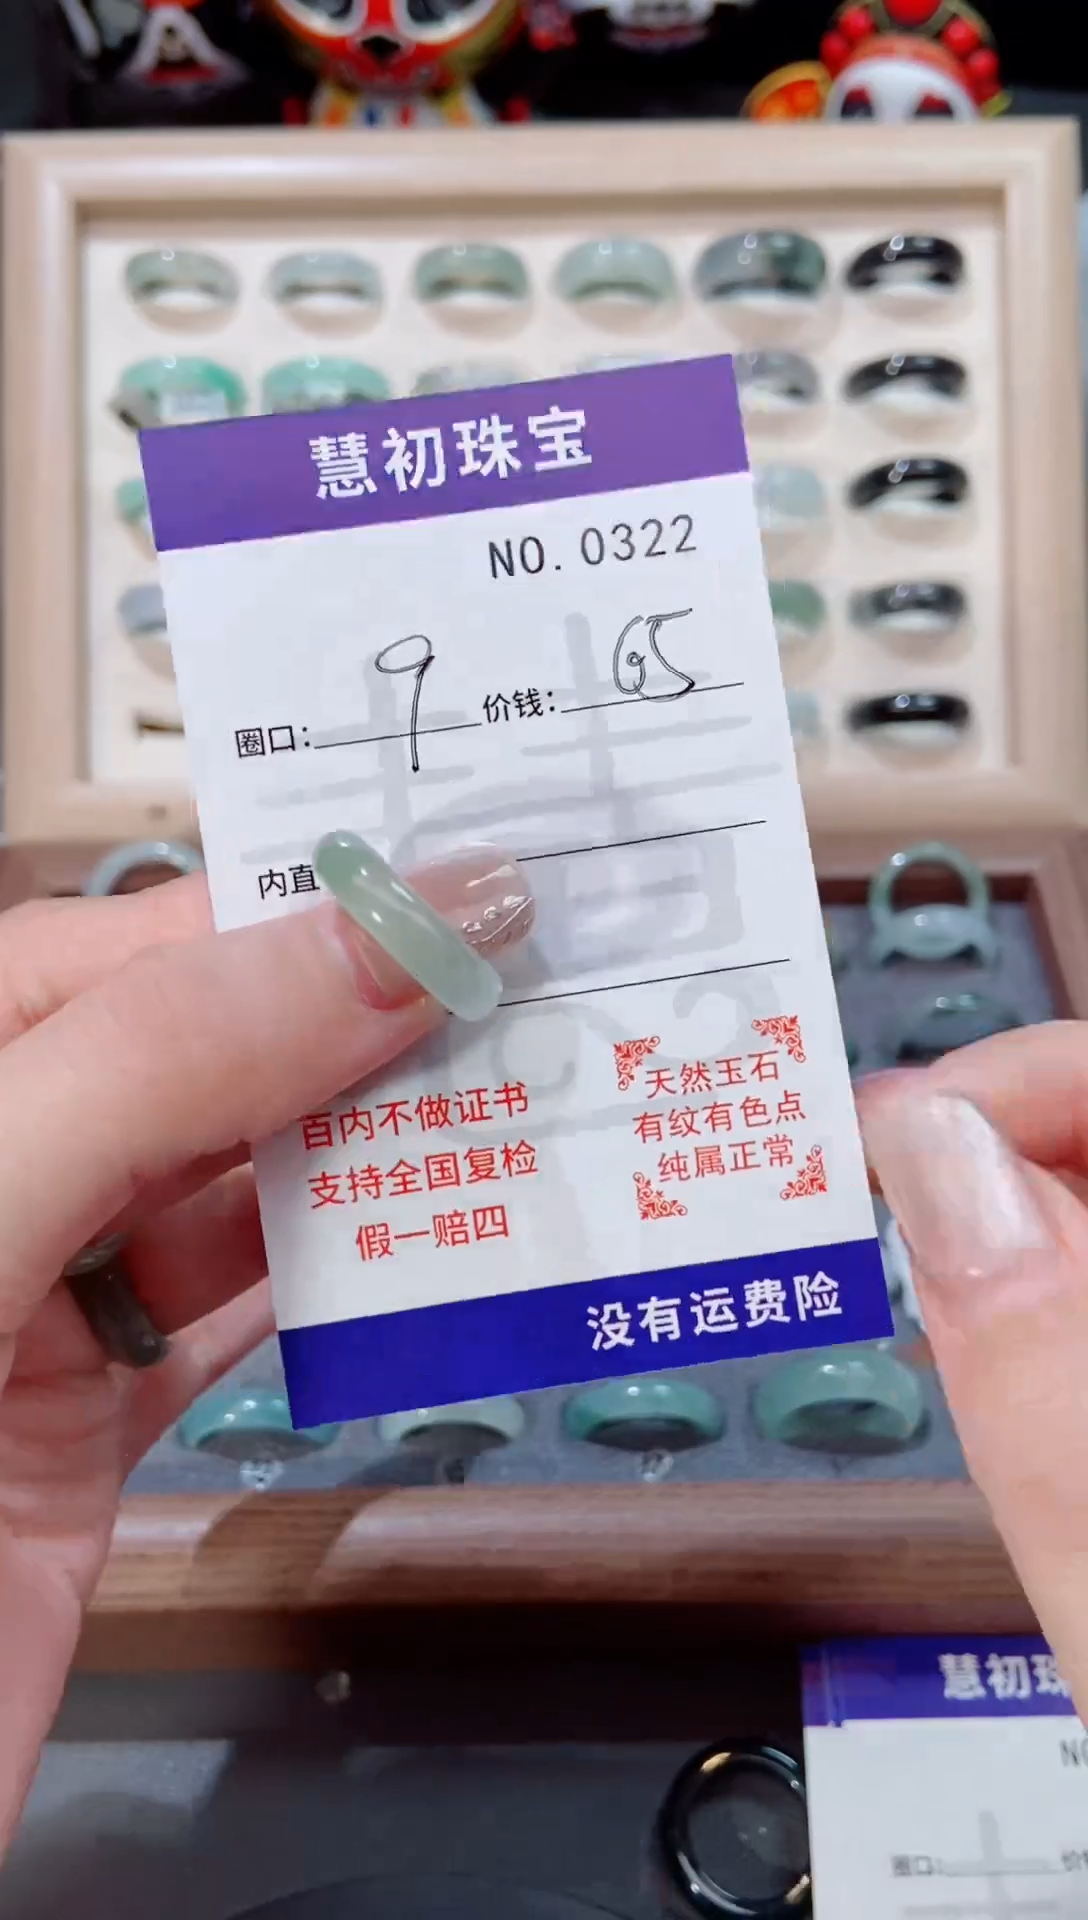 慧初珠宝
NO. 0322
圈口: 9 价钱: 65
内直
百内不做证书
支持全国复检
假一赔四
天然玉石
有纹有色点
纯属正常
没有运费险
慧初珠
圈口: